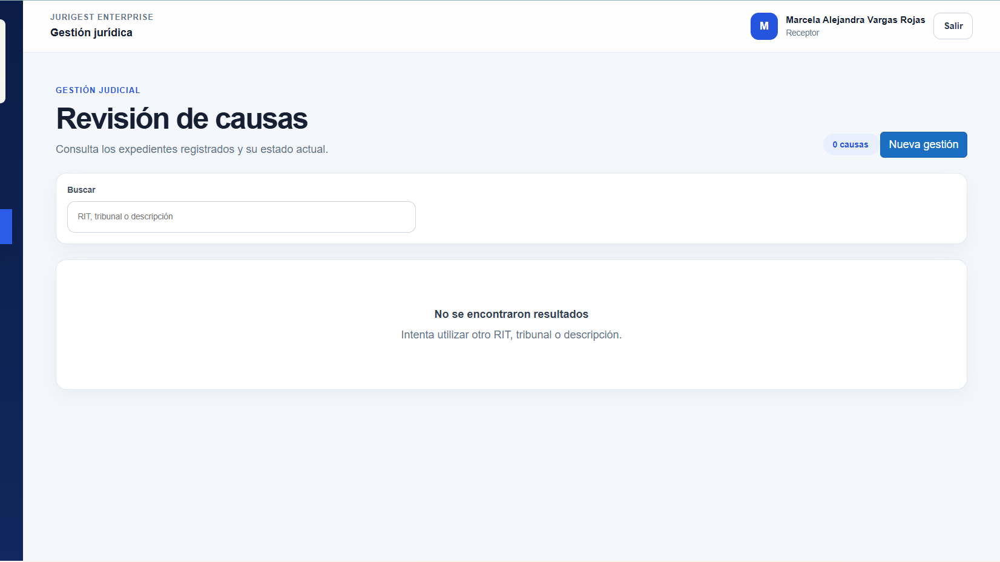 JURIGEST ENTERPRISE
Gestión jurídica
M
Marcela Alejandra Vargas Rojas
Receptor
Salir
GESTIÓN JUDICIAL
Revisión de causas
Consulta los expedientes registrados y su estado actual.
0 causas
Nueva gestión
Buscar
RIT, tribunal o descripción
No se encontraron resultados
Intenta utilizar otro RIT, tribunal o descripción.